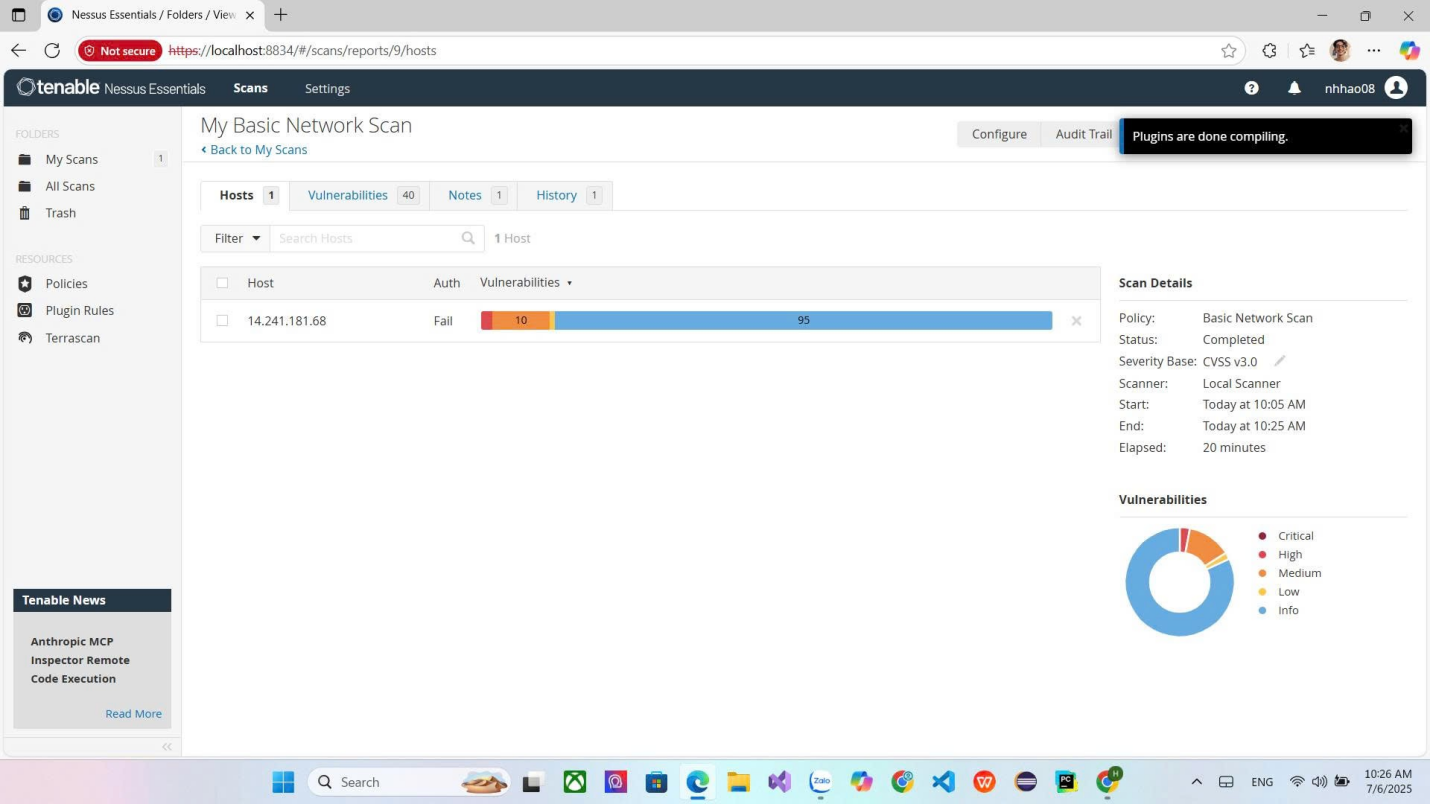 Nessus Essentials / Folders / View
Not secure https://localhost:8834/#/scans/reports/9/hosts
tenable Nessus Essentials Scans Settings nhhao08
FOLDERS
My Scans 1
All Scans
Trash
RESOURCES
Policies
Plugin Rules
Terrascan
Tenable News
Anthropic MCP
Inspector Remote
Code Execution
Read More
My Basic Network Scan
Back to My Scans
Configure Audit Trail
Plugins are done compiling.
Hosts 1 Vulnerabilities 40 Notes 1 History 1
Filter Search Hosts 1 Host
Host Auth Vulnerabilities
14.241.181.68 Fail 10 95
Scan Details
Policy: Basic Network Scan
Status: Completed
Severity Base: CVSS v3.0
Scanner: Local Scanner
Start: Today at 10:05 AM
End: Today at 10:25 AM
Elapsed: 20 minutes
Vulnerabilities
Critical
High
Medium
Low
Info
Search
Zalo
ENG
10:26 AM
7/6/2025